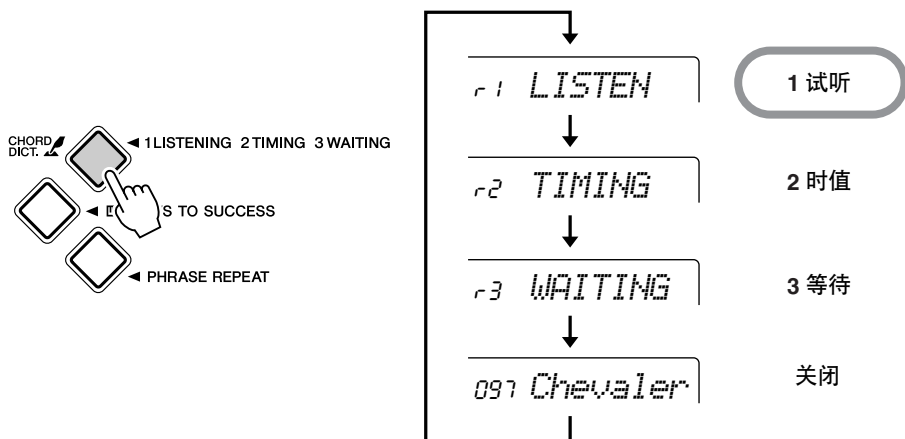 CHORD
DICT.
◄ 1 LISTENING 2 TIMING 3 WAITING
S TO SUCCESS
◄ PHRASE REPEAT
r1 LISTEN
1 试听
r2 TIMING
2 时值
r3 WAITING
3 等待
097 Chevaler
关闭